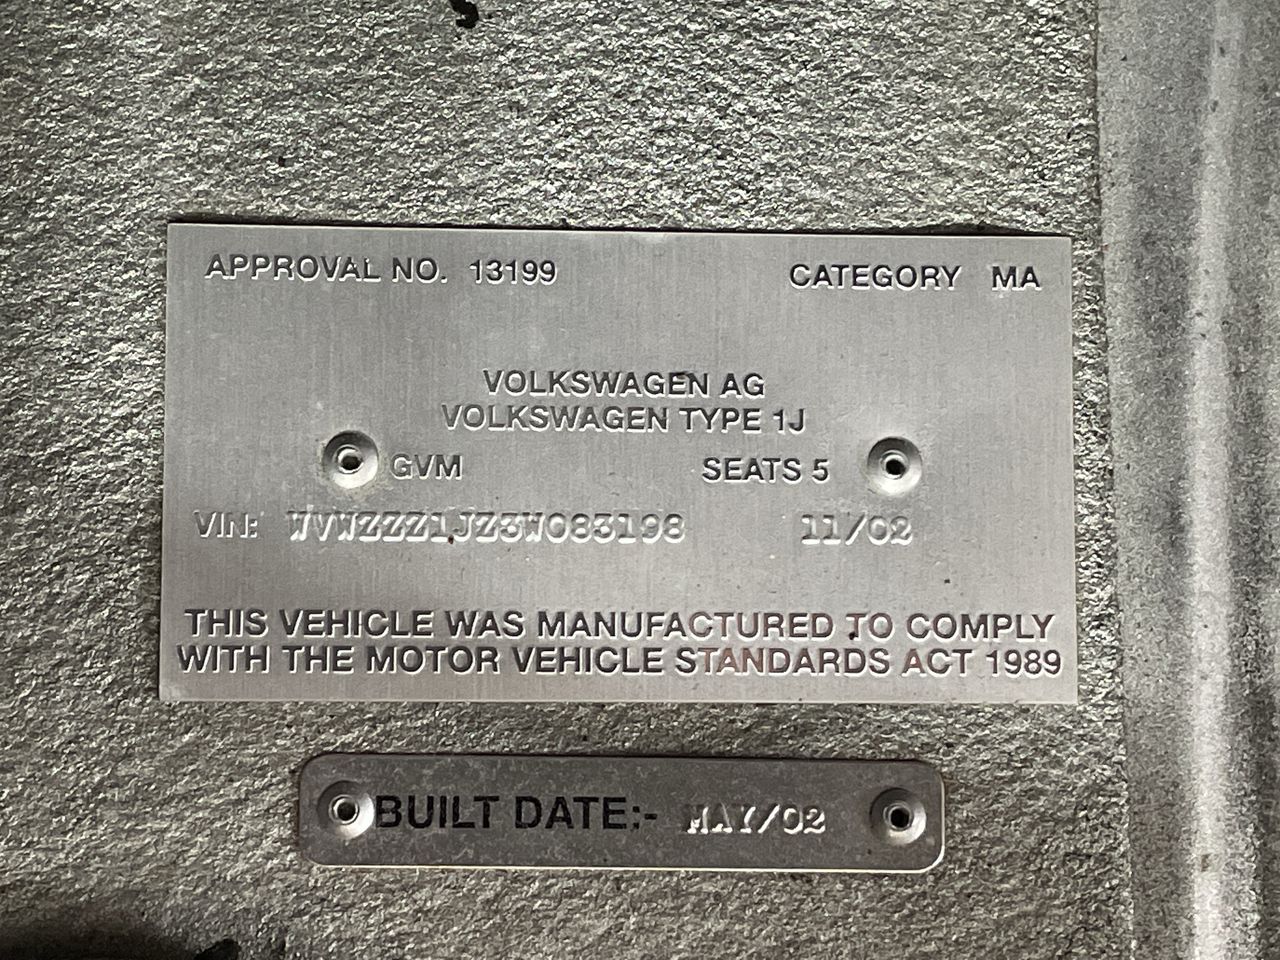 APPROVAL NO. 13199 CATEGORY MA
VOLKSWAGEN AG
VOLKSWAGEN TYPE 1J
GVM SEATS 5
VIN: WVWZZZ1JZ3W083198 11/02
THIS VEHICLE WAS MANUFACTURED TO COMPLY
WITH THE MOTOR VEHICLE STANDARDS ACT 1989
BUILT DATE:- MAY/02